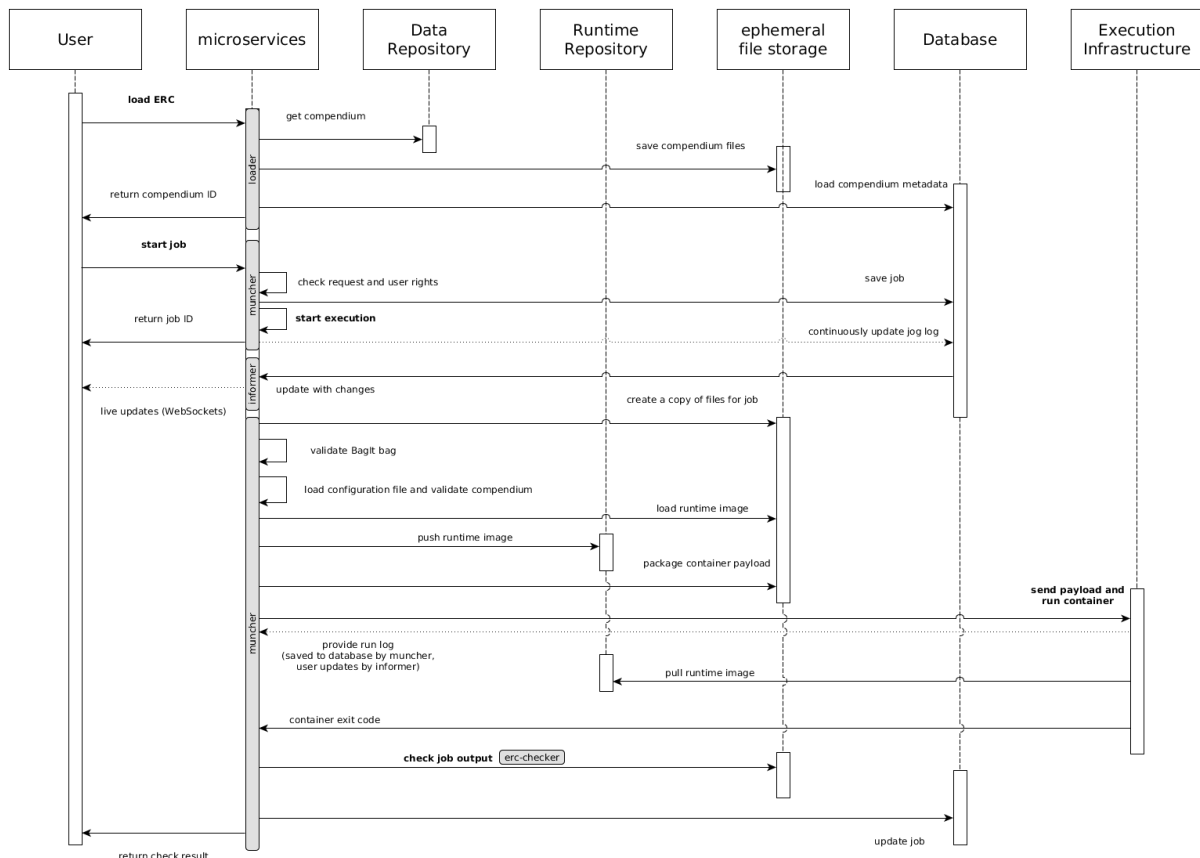 User
microservices
Data
Repository
Runtime
Repository
ephemeral
file storage
Database
Execution
Infrastructure
load ERC
get compendium
save compendium files
loader
load compendium metadata
return compendium ID
start job
muncher
check request and user rights
save job
return job ID
start execution
continuously update jog log
informer
update with changes
live updates (WebSockets)
create a copy of files for job
validate BagIt bag
load configuration file and validate compendium
load runtime image
push runtime image
package container payload
send payload and
run container
muncher
provide run log
(saved to database by muncher,
user updates by informer)
pull runtime image
container exit code
check job output erc-checker
update job
return check result